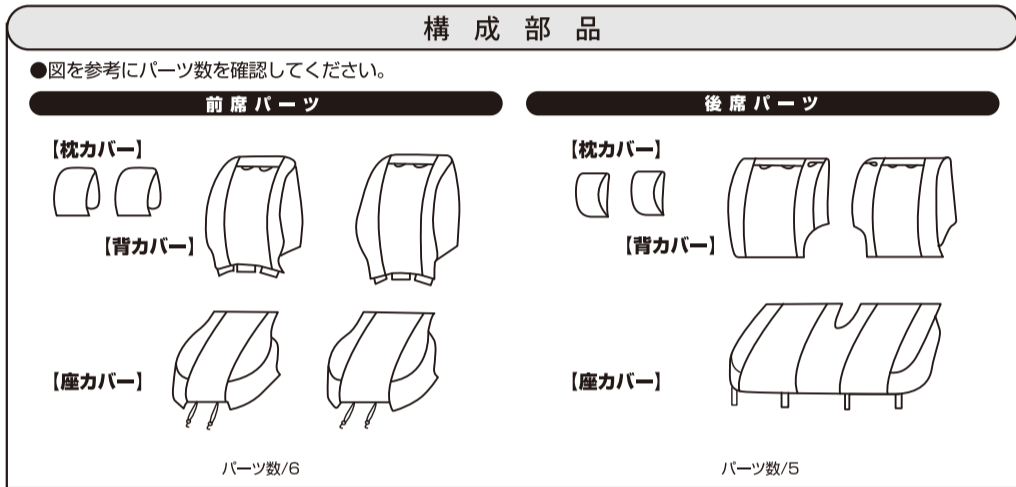 構成部品
●図を参考にパーツ数を確認してください。
前席パーツ
【枕カバー】
【背カバー】
【座カバー】
パーツ数/6
後席パーツ
【枕カバー】
【背カバー】
【座カバー】
パーツ数/5